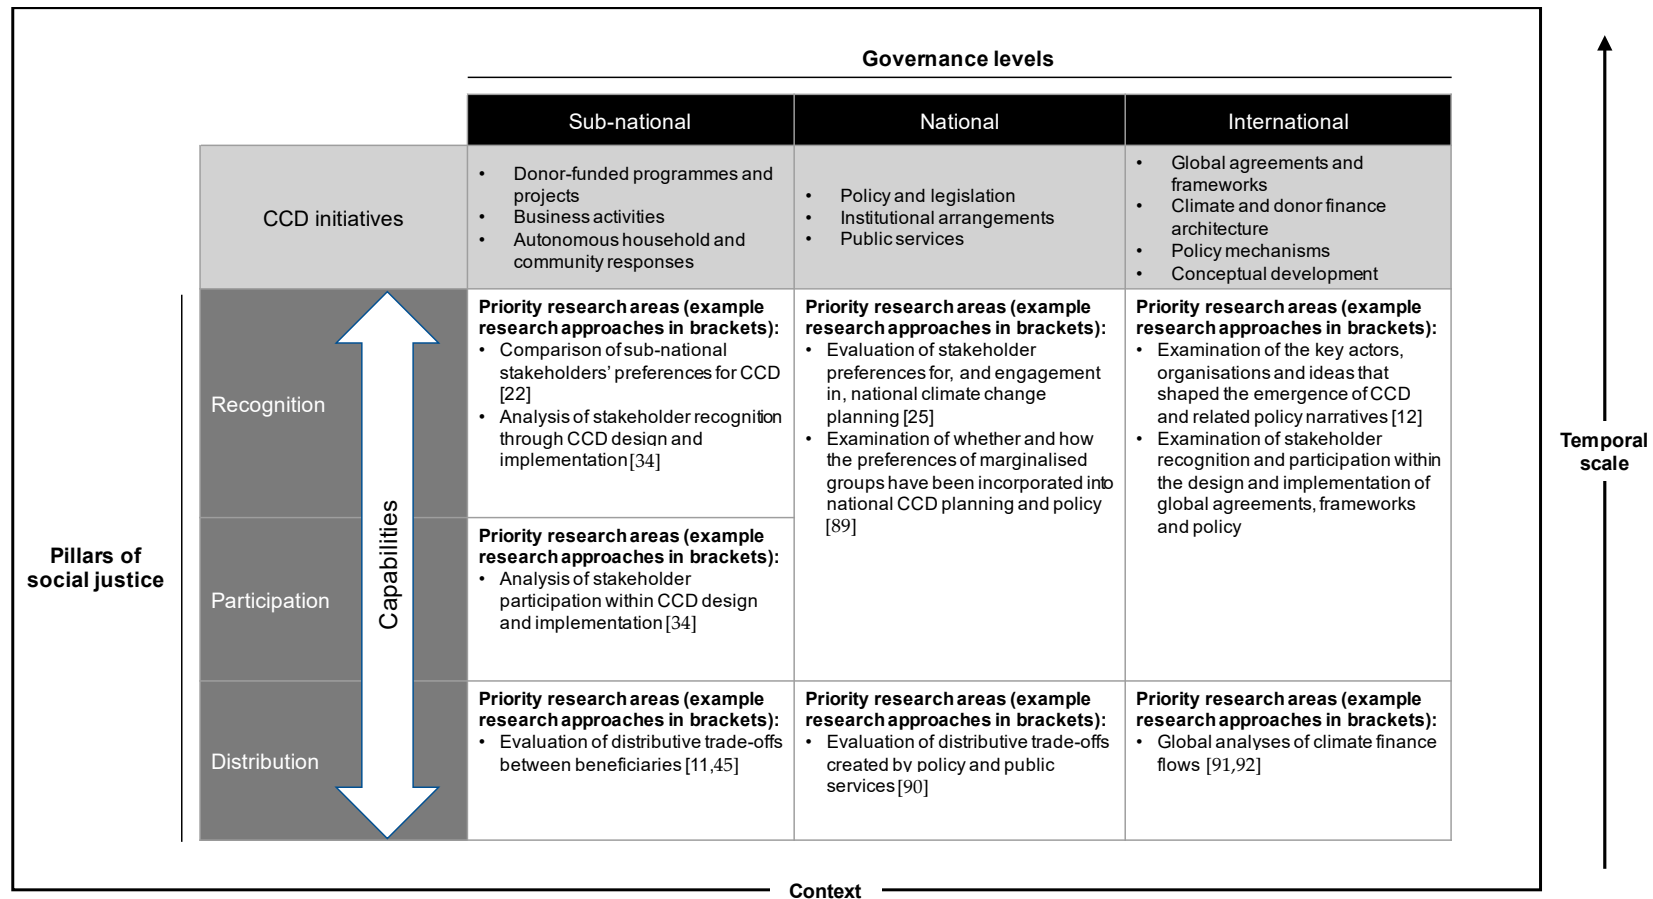 Governance levels
Sub-national
National
International
CCD initiatives
• Donor-funded programmes and
projects
• Business activities
• Autonomous household and
community responses
• Policy and legislation
• Institutional arrangements
• Public services
• Global agreements and
frameworks
• Climate and donor finance
architecture
• Policy mechanisms
• Conceptual development
Pillars of
social justice
Capabilities
Recognition
Priority research areas (example
research approaches in brackets):
• Comparison of sub-national
stakeholders' preferences for CCD
[22]
• Analysis of stakeholder recognition
through CCD design and
implementation [34]
Priority research areas (example
research approaches in brackets):
• Evaluation of stakeholder
preferences for, and engagement
in, national climate change
planning [25]
• Examination of whether and how
the preferences of marginalised
groups have been incorporated into
national CCD planning and policy
[89]
Priority research areas (example
research approaches in brackets):
• Examination of the key actors,
organisations and ideas that
shaped the emergence of CCD
and related policy narratives [12]
• Examination of stakeholder
recognition and participation within
the design and implementation of
global agreements, frameworks
and policy
Participation
Priority research areas (example
research approaches in brackets):
• Analysis of stakeholder
participation within CCD design
and implementation [34]
Distribution
Priority research areas (example
research approaches in brackets):
• Evaluation of distributive trade-offs
between beneficiaries [11,45]
Priority research areas (example
research approaches in brackets):
• Evaluation of distributive trade-offs
created by policy and public
services [90]
Priority research areas (example
research approaches in brackets):
• Global analyses of climate finance
flows [91,92]
Temporal
scale
Context